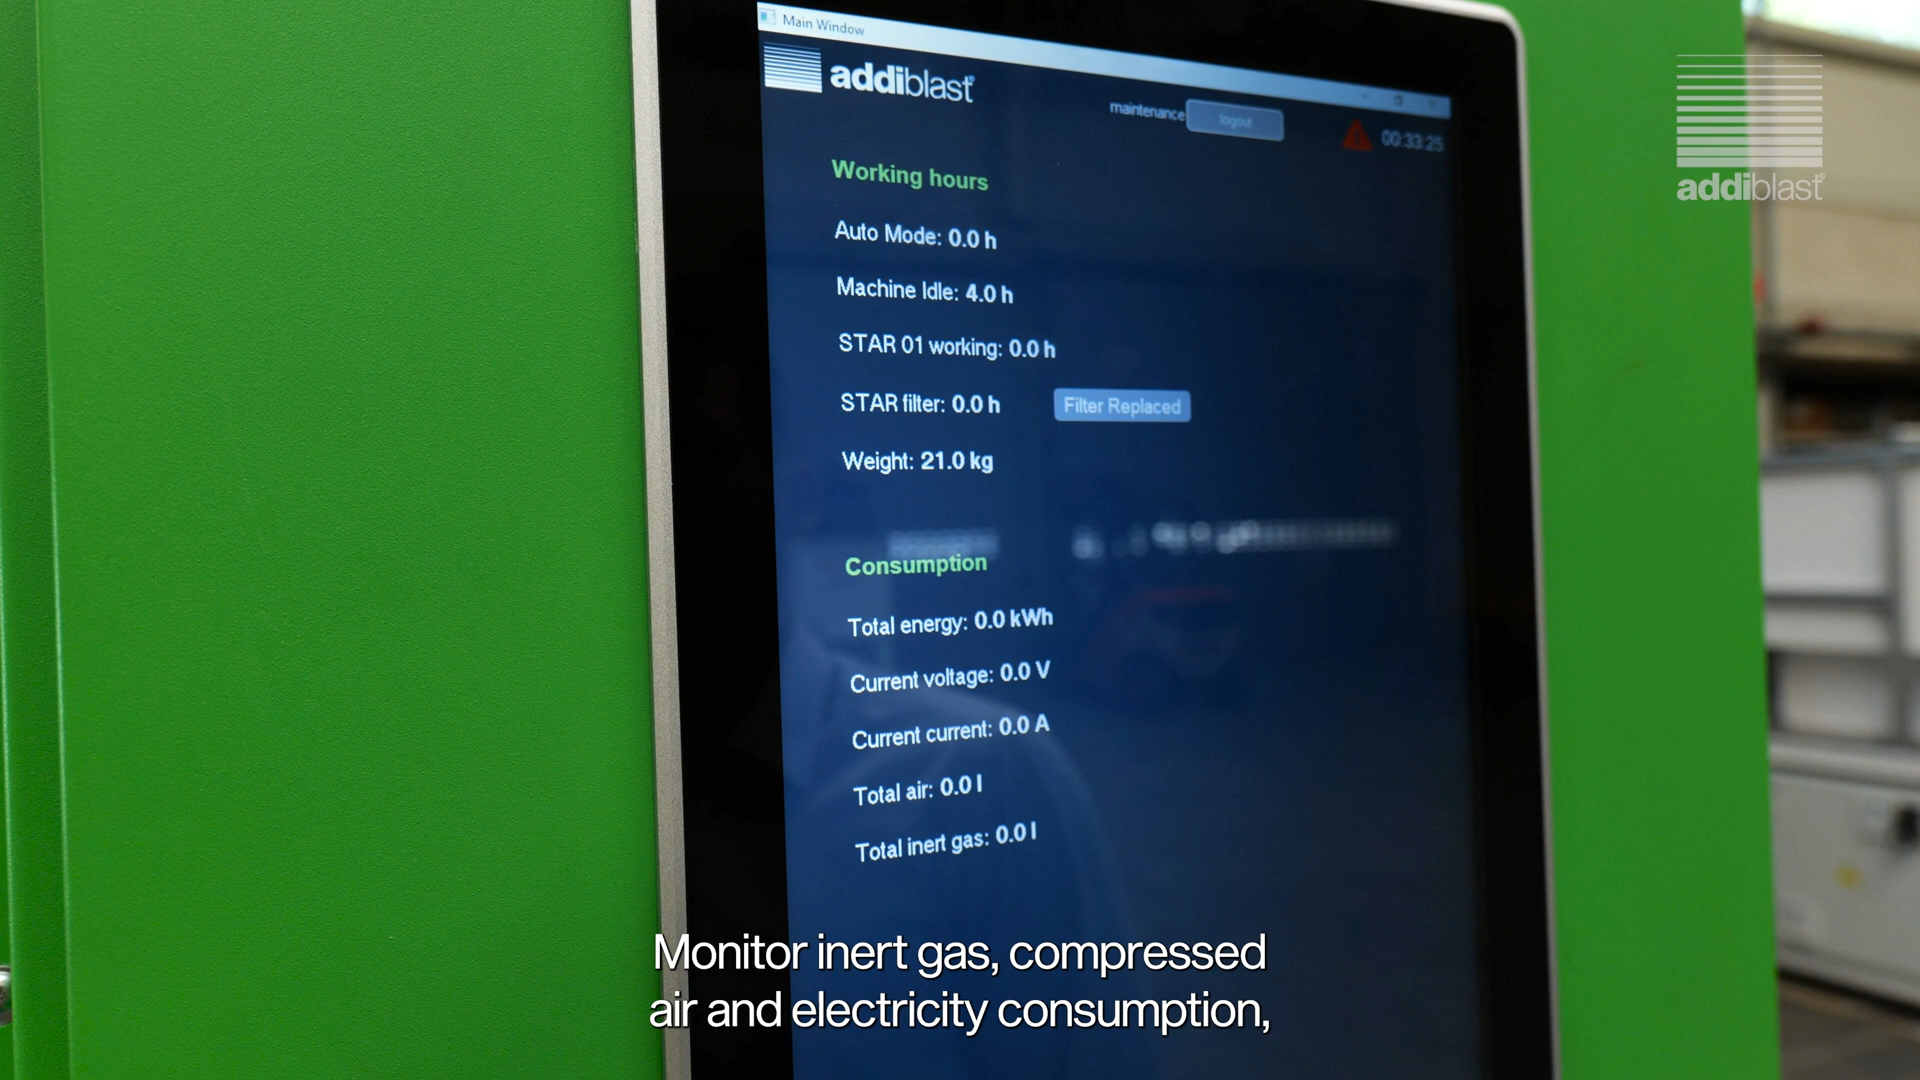 Main Window
addiblast®
maintenance logout 00:33:25
addiblast®
Working hours
Auto Mode: 0.0 h
Machine Idle: 4.0 h
STAR 01 working: 0.0 h
STAR filter: 0.0 h Filter Replaced
Weight: 21.0 kg
Consumption
Total energy: 0.0 kWh
Current voltage: 0.0 V
Current current: 0.0 A
Total air: 0.0 l
Total inert gas: 0.0 l
Monitor inert gas, compressed
air and electricity consumption,